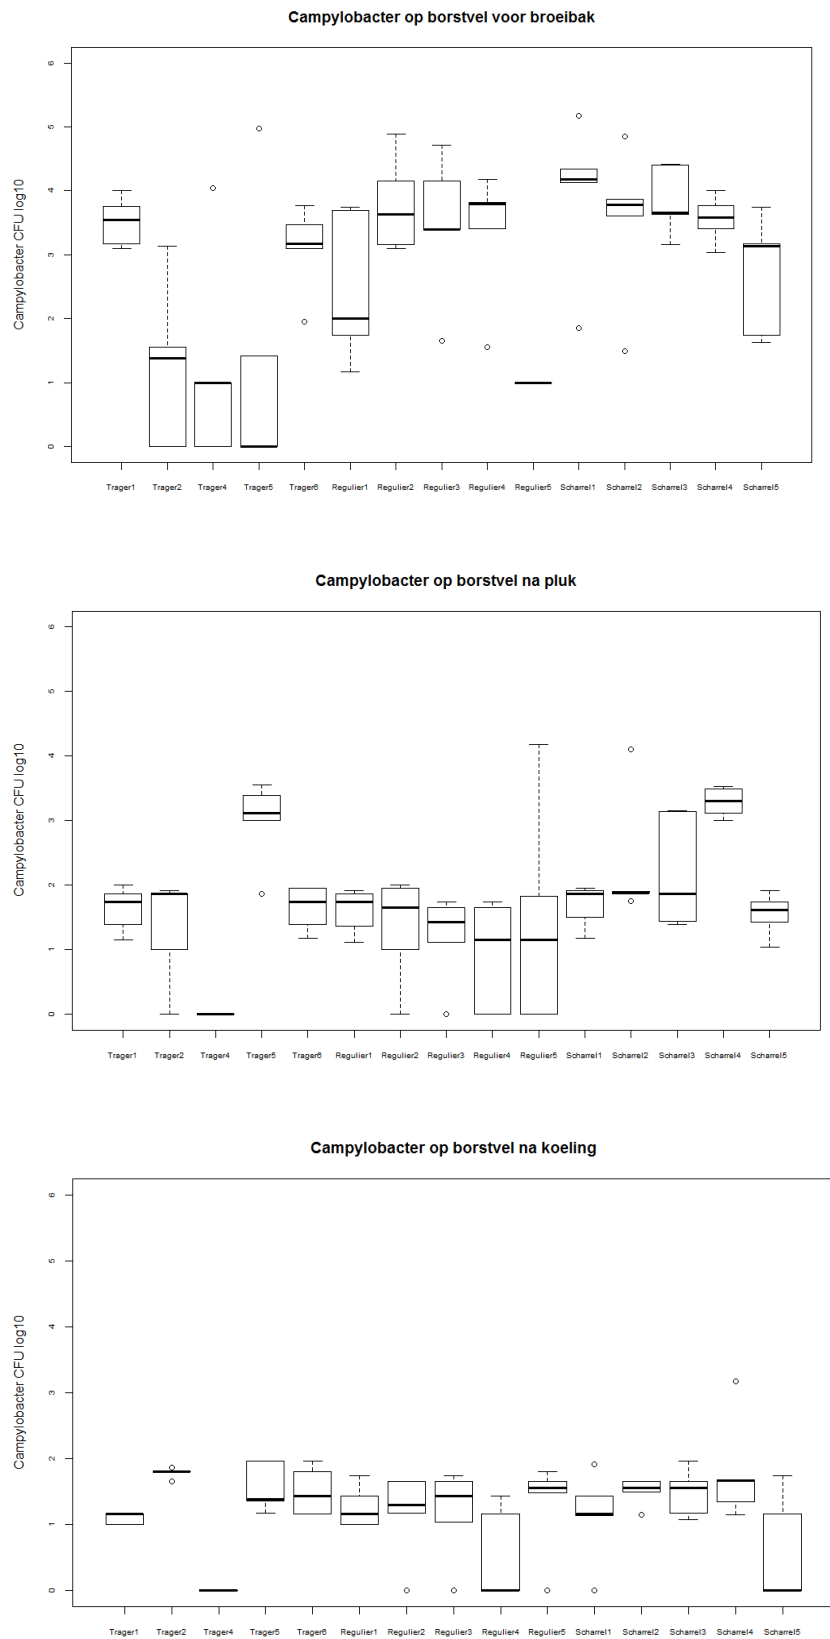 Campylobacter op borstvel voor broeibak
6
5
4
3
2
1
0
Campylobacter CFU log10
Trager1 Trager2 Trager4 Trager5 Trager6 Regulier1 Regulier2 Regulier3 Regulier4 Regulier5 Scharrel1 Scharrel2 Scharrel3 Scharrel4 Scharrel5
Campylobacter op borstvel na pluk
6
5
4
3
2
1
0
Campylobacter CFU log10
Trager1 Trager2 Trager4 Trager5 Trager6 Regulier1 Regulier2 Regulier3 Regulier4 Regulier5 Scharrel1 Scharrel2 Scharrel3 Scharrel4 Scharrel5
Campylobacter op borstvel na koeling
6
5
4
3
2
1
0
Campylobacter CFU log10
Trager1 Trager2 Trager4 Trager5 Trager6 Regulier1 Regulier2 Regulier3 Regulier4 Regulier5 Scharrel1 Scharrel2 Scharrel3 Scharrel4 Scharrel5